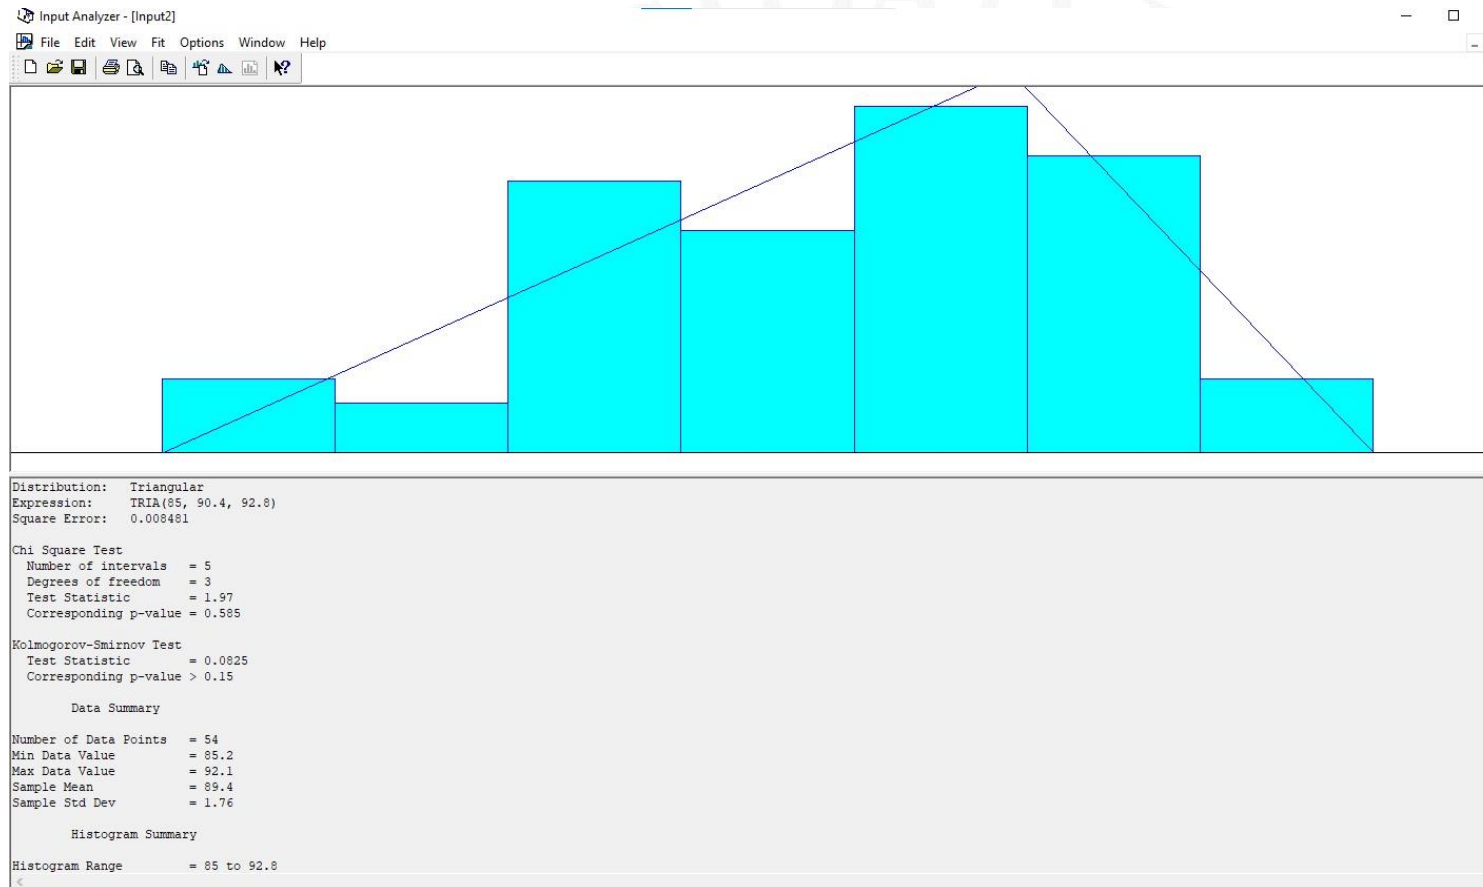 Input Analyzer - [Input2]
File Edit View Fit Options Window Help
Distribution: Triangular
Expression: TRIA(85, 90.4, 92.8)
Square Error: 0.008481
Chi Square Test
Number of intervals = 5
Degrees of freedom = 3
Test Statistic = 1.97
Corresponding p-value = 0.585
Kolmogorov-Smirnov Test
Test Statistic = 0.0825
Corresponding p-value > 0.15
Data Summary
Number of Data Points = 54
Min Data Value = 85.2
Max Data Value = 92.1
Sample Mean = 89.4
Sample Std Dev = 1.76
Histogram Summary
Histogram Range = 85 to 92.8